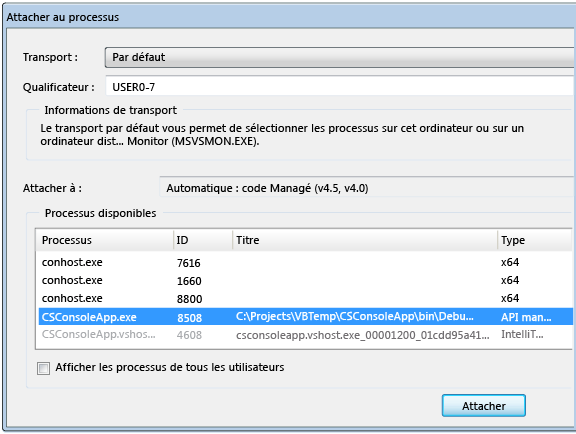 Attacher au processus
Transport : Par défaut
Qualificateur : USER0-7
Informations de transport
Le transport par défaut vous permet de sélectionner les processus sur cet ordinateur ou sur un
ordinateur dist... Monitor (MSVSMON.EXE).
Attacher à : Automatique : code Managé (v4.5, v4.0)
Processus disponibles
Processus ID Titre Type
conhost.exe 7616 x64
conhost.exe 1660 x64
conhost.exe 8800 x64
CSConsoleApp.exe 8508 C:\Projects\VBTemp\CSConsoleApp\bin\Debu... API man...
CSConsoleApp.vshos... 4608 csconsoleapp.vshost.exe_00001200_01cdd95a41... IntelliT...
Afficher les processus de tous les utilisateurs
Attacher